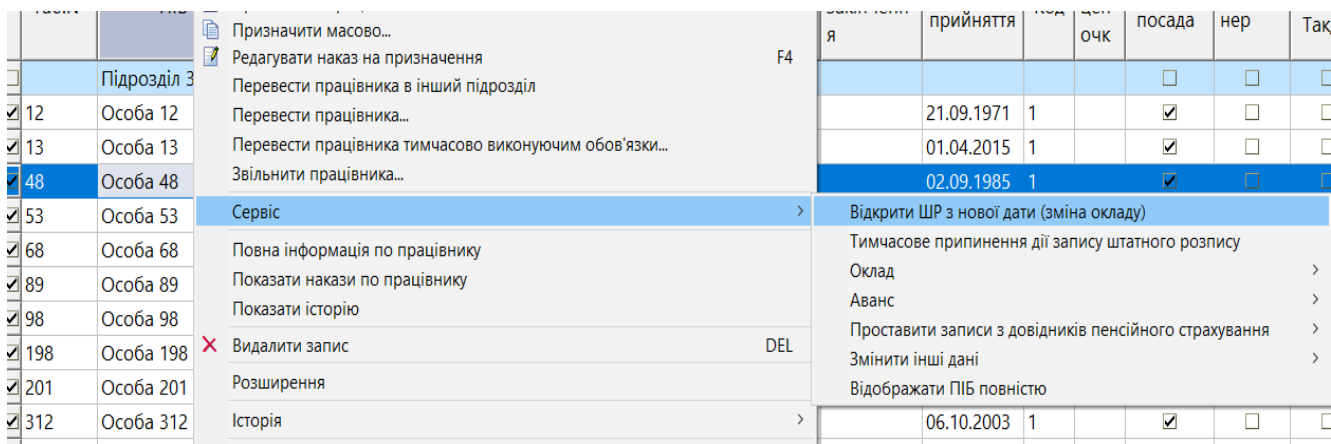 прийняття
посада
нер
я
очк
Призначити масово...
Редагувати наказ на призначення F4
Підрозділ З
Перевести працівника в інший підрозділ
12 Особа 12 Перевести працівника... 21.09.1971 1
13 Особа 13 Перевести працівника тимчасово виконуючим обов'язки... 01.04.2015 1
48 Особа 48 Звільнити працівника... 02.09.1985 1
53 Особа 53 Сервіс Відкрити ШР з нової дати (зміна окладу)
68 Особа 68 Повна інформація по працівнику Тимчасове припинення дії запису штатного розпису
89 Особа 89 Показати накази по працівнику Оклад
Аванс
98 Особа 98 Показати історію
Проставити записи з довідників пенсійного страхування
198 Особа 198 Видалити запис DEL
Змінити інші дані
201 Особа 201 Розширення Відображати ПІБ повністю
312 Особа 312 Історія 06.10.2003 1